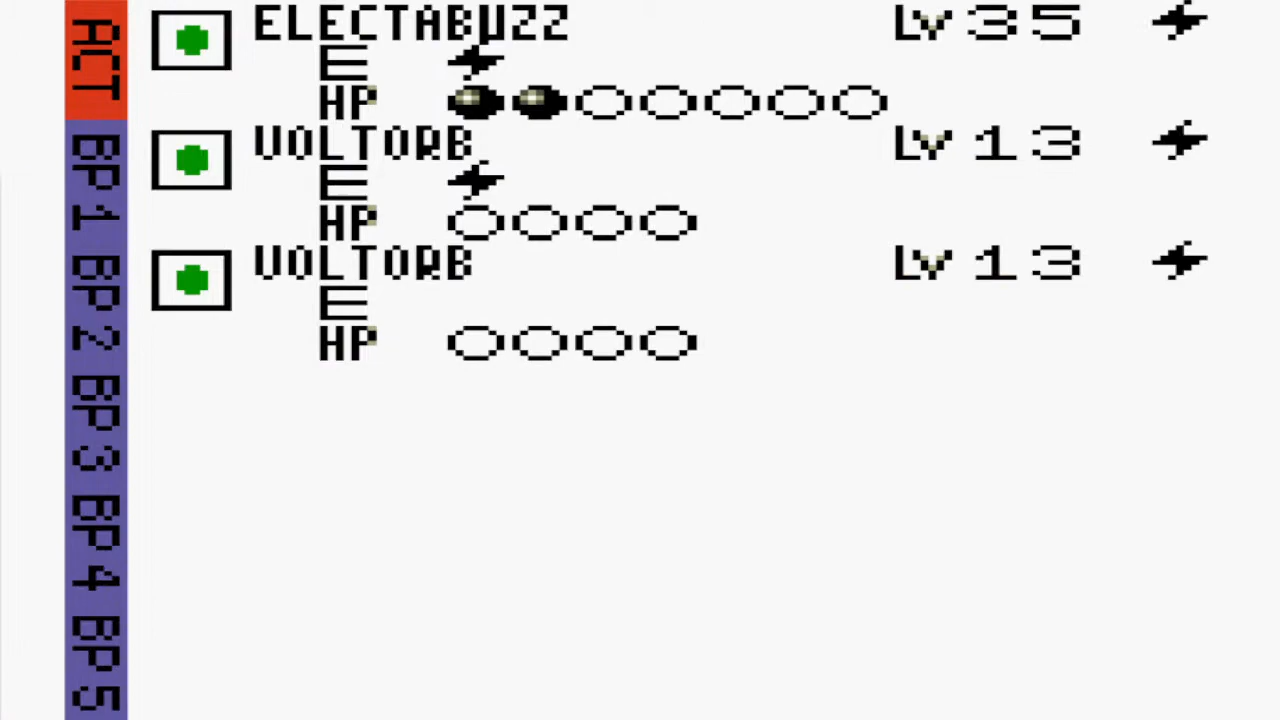 ACT
ELECTABUZZ Lv 35
E
HP
BP 1
VOLTORB Lv 13
E
HP
BP 2
VOLTORB Lv 13
E
HP
BP 3
BP 4
BP 5